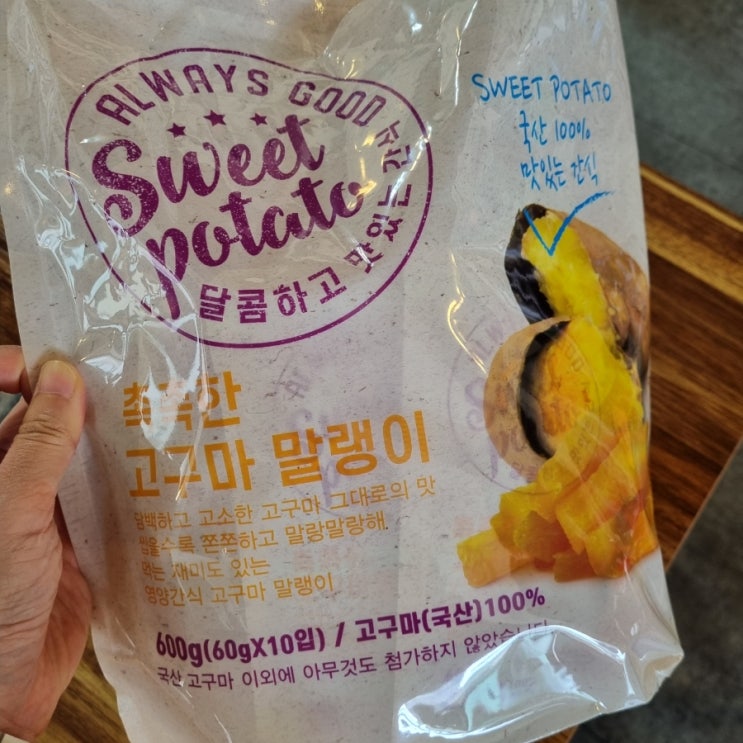 ALWAYS GOOD
Sweet
potato
달콤하고 맛있는 간식
SWEET POTATO
국산 100%
맛있는 간식
촉촉한
고구마 말랭이
담백하고 고소한 고구마 그대로의 맛
씹을수록 쫀쫀하고 말랑말랑해
먹는 재미도 있는
영양간식 고구마 말랭이
600g(60gX10입) / 고구마(국산)100%
국산 고구마 이외에 아무것도 첨가하지 않았습니다